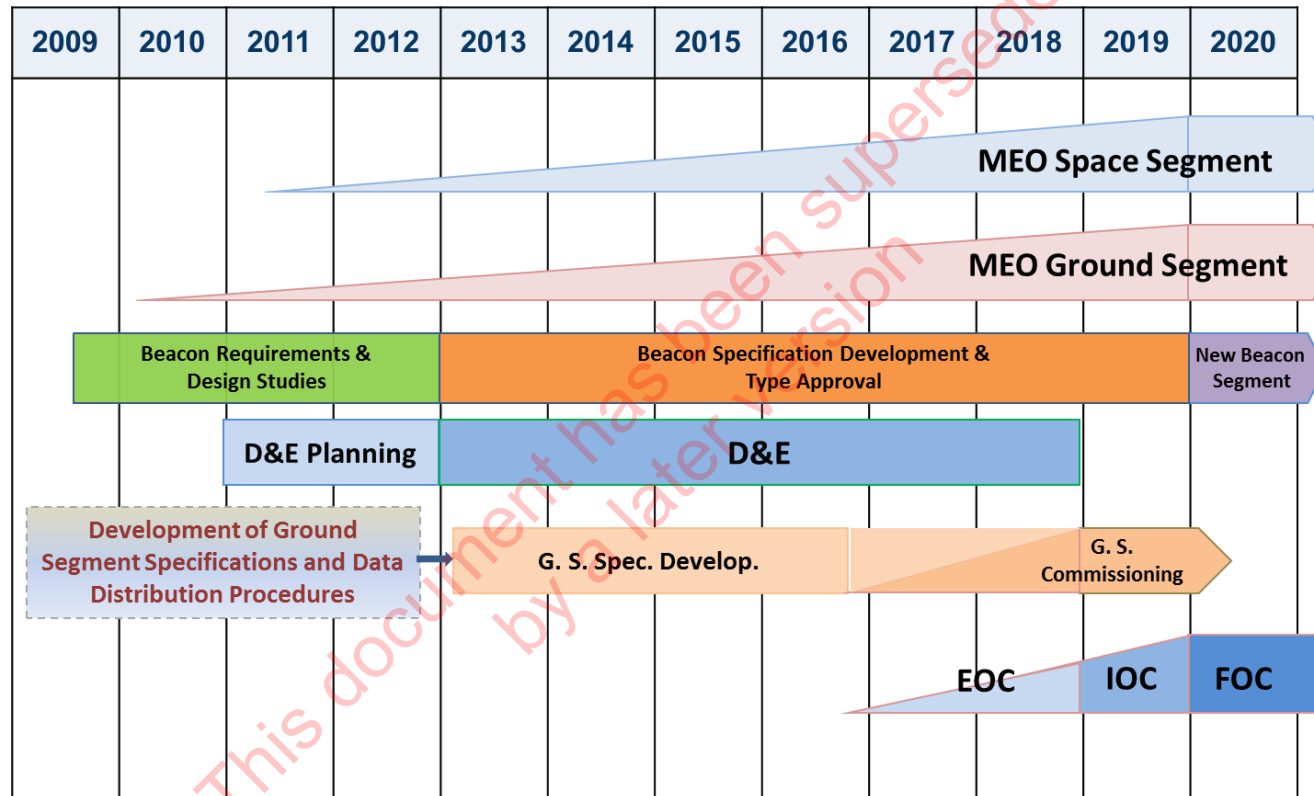 2009 2010 2011 2012 2013 2014 2015 2016 2017 2018 2019 2020
MEO Space Segment
MEO Ground Segment
Beacon Requirements &
Design Studies
Beacon Specification Development &
Type Approval
New Beacon
Segment
D&E Planning
D&E
Development of Ground
Segment Specifications and Data
Distribution Procedures
G. S. Spec. Develop.
G. S.
Commissioning
EOC
IOC
FOC
This document has been superseded
by a later version